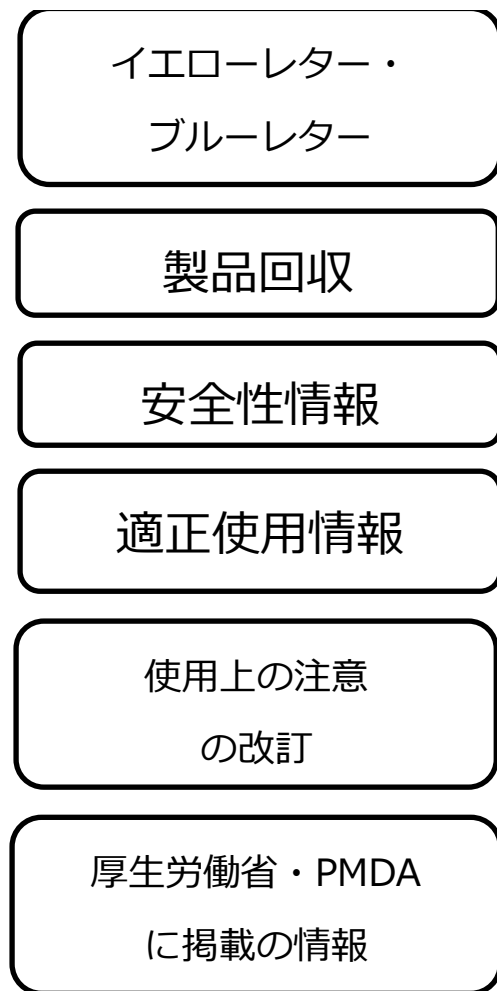 イエローレター・
ブルーレター
製品回収
安全性情報
適正使用情報
使用上の注意
の改訂
厚生労働省・PMDA
に掲載の情報